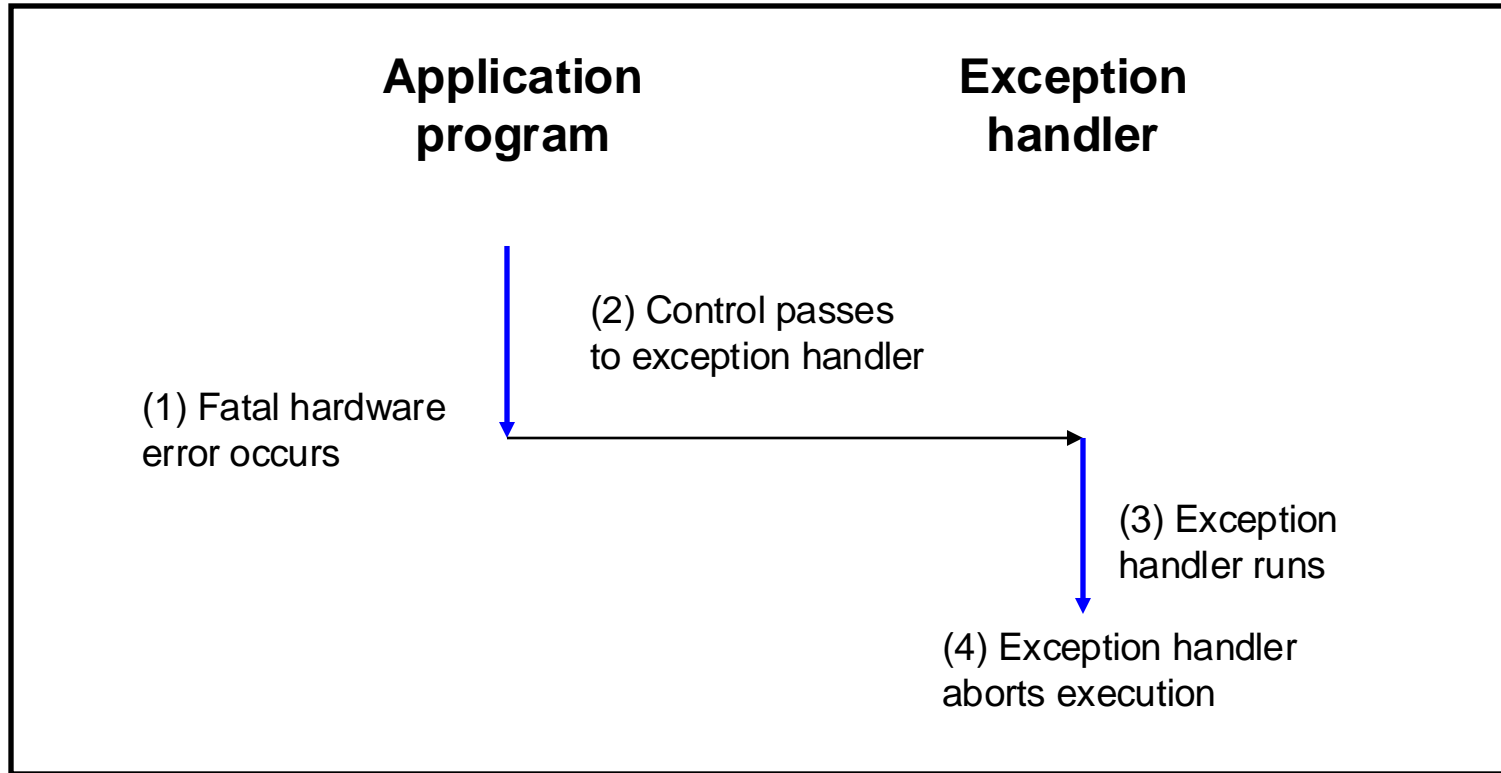 Application
program
Exception
handler
(2) Control passes
to exception handler
(1) Fatal hardware
error occurs
(3) Exception
handler runs
(4) Exception handler
aborts execution